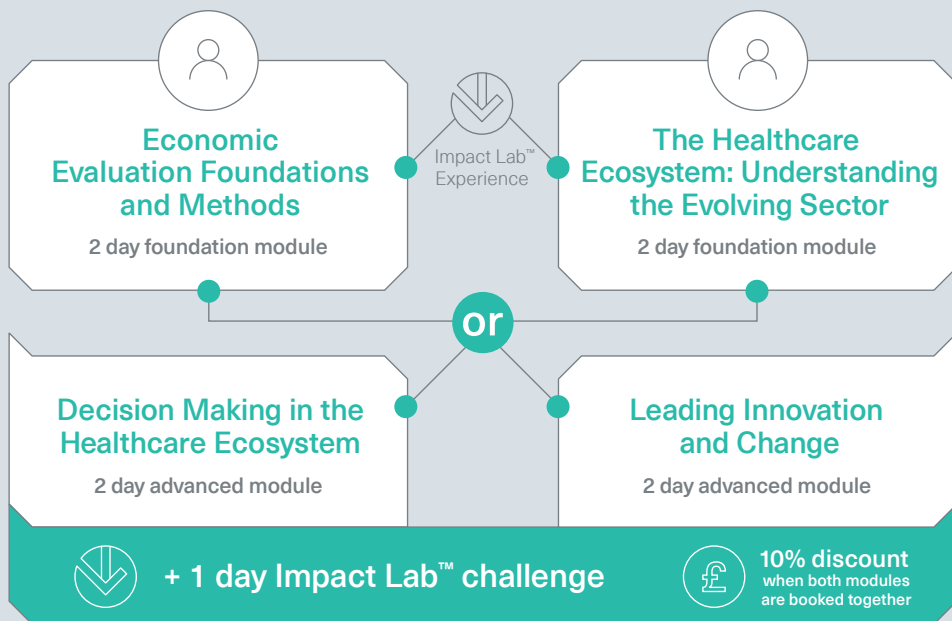 Economic
Evaluation Foundations
and Methods
2 day foundation module
Impact Lab™
Experience
The Healthcare
Ecosystem: Understanding
the Evolving Sector
2 day foundation module
or
Decision Making in the
Healthcare Ecosystem
2 day advanced module
Leading Innovation
and Change
2 day advanced module
+ 1 day Impact Lab™ challenge
£
10% discount
when both modules
are booked together